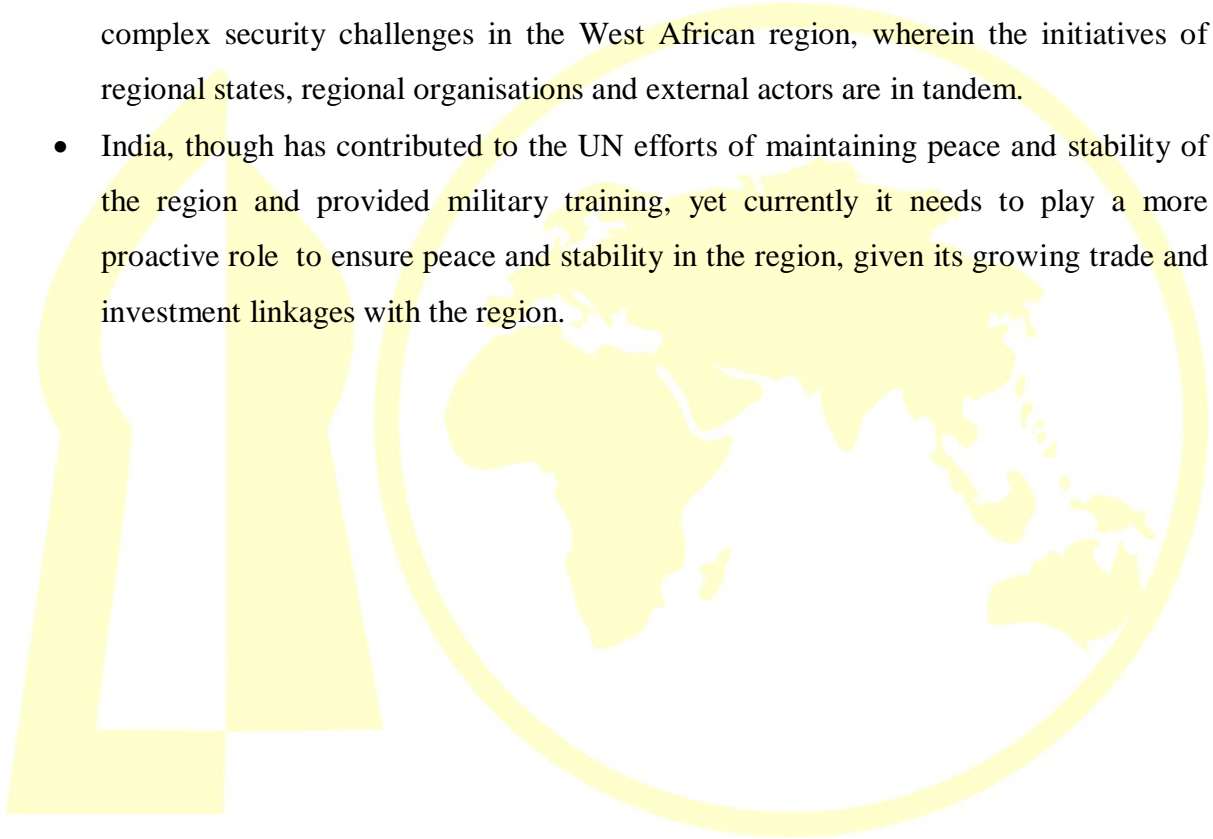 complex security challenges in the West African region, wherein the initiatives of
regional states, regional organisations and external actors are in tandem.
• India, though has contributed to the UN efforts of maintaining peace and stability of
the region and provided military training, yet currently it needs to play a more
proactive role to ensure peace and stability in the region, given its growing trade and
investment linkages with the region.